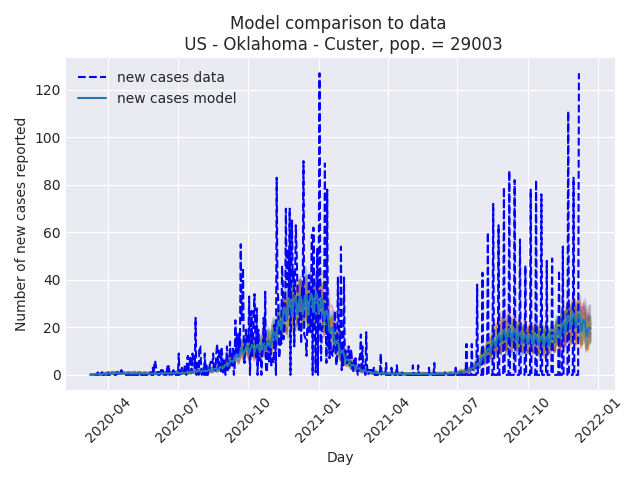 Model comparison to data
US - Oklahoma - Custer, pop. = 29003
new cases data
new cases model
Number of new cases reported
120
100
80
60
40
20
0
2020-04
2020-07
2020-10
2021-01
2021-04
2021-07
2021-10
2022-01
Day